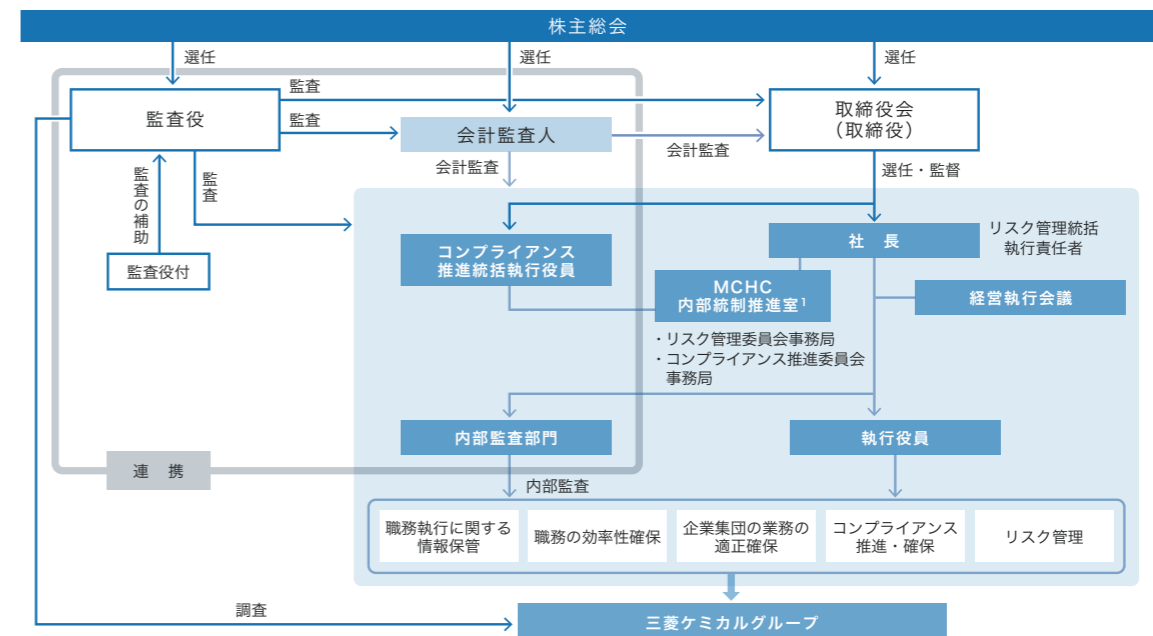 株主総会
選任
選任
選任
監査
監査役
監査
会計監査人
取締役会
(取締役)
会計監査
会計監査
選任・監督
監査の補助
監査
監査役付
コンプライアンス
推進統括執行役員
社 長
リスク管理統括
執行責任者
MCHC
内部統制推進室1
経営執行会議
・リスク管理委員会事務局
・コンプライアンス推進委員会
事務局
内部監査部門
執行役員
連 携
内部監査
職務執行に関する
情報保管
職務の効率性確保
企業集団の業務の
適正確保
コンプライアンス
推進・確保
リスク管理
調査
三菱ケミカルグループ